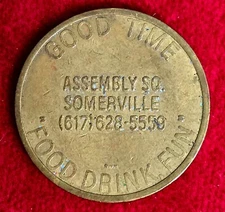 GOOD TIME
ASSEMBLY SQ.
SOMERVILLE
(617) 628-5559
"FOOD DRINK FUN"